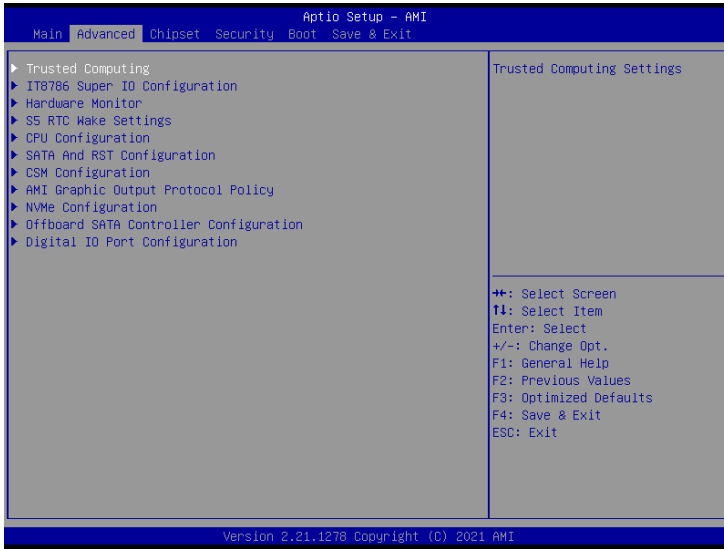 Aptio Setup – AMI
Main Advanced Chipset Security Boot Save & Exit
▶ Trusted Computing
▶ IT8786 Super IO Configuration
▶ Hardware Monitor
▶ S5 RTC Wake Settings
▶ CPU Configuration
▶ SATA And RST Configuration
▶ CSM Configuration
▶ AMI Graphic Output Protocol Policy
▶ NVMe Configuration
▶ Offboard SATA Controller Configuration
▶ Digital IO Port Configuration
Trusted Computing Settings
→←: Select Screen
↑↓: Select Item
Enter: Select
+/-: Change Opt.
F1: General Help
F2: Previous Values
F3: Optimized Defaults
F4: Save & Exit
ESC: Exit
Version 2.21.1278 Copyright (C) 2021 AMI